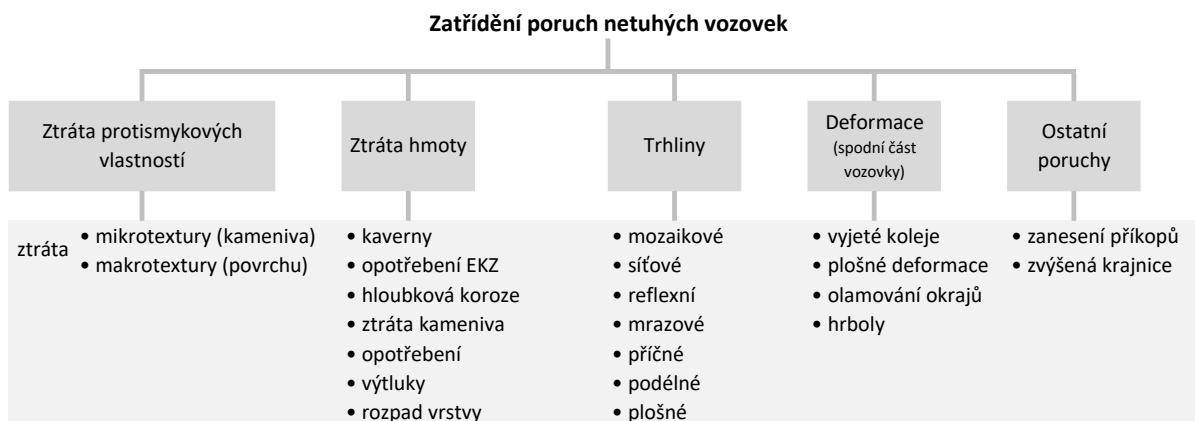 Zatřídění poruch netuhých vozovek
Ztráta protismykových
vlastností
Ztráta hmoty
Trhliny
Deformace
(spodní část
vozovky)
Ostatní
poruchy
ztráta
• mikrotextury (kameniva)
• makrotextury (povrchu)
• kaverny
• opotřebení EKZ
• hloubková koroze
• ztráta kameniva
• opotřebení
• výtluky
• rozpad vrstvy
• mozaikové
• síťové
• reflexní
• mrazové
• příčné
• podélné
• plošné
• vyjeté koleje
• plošné deformace
• olamování okrajů
• hrboly
• zanesení příkopů
• zvýšená krajnice